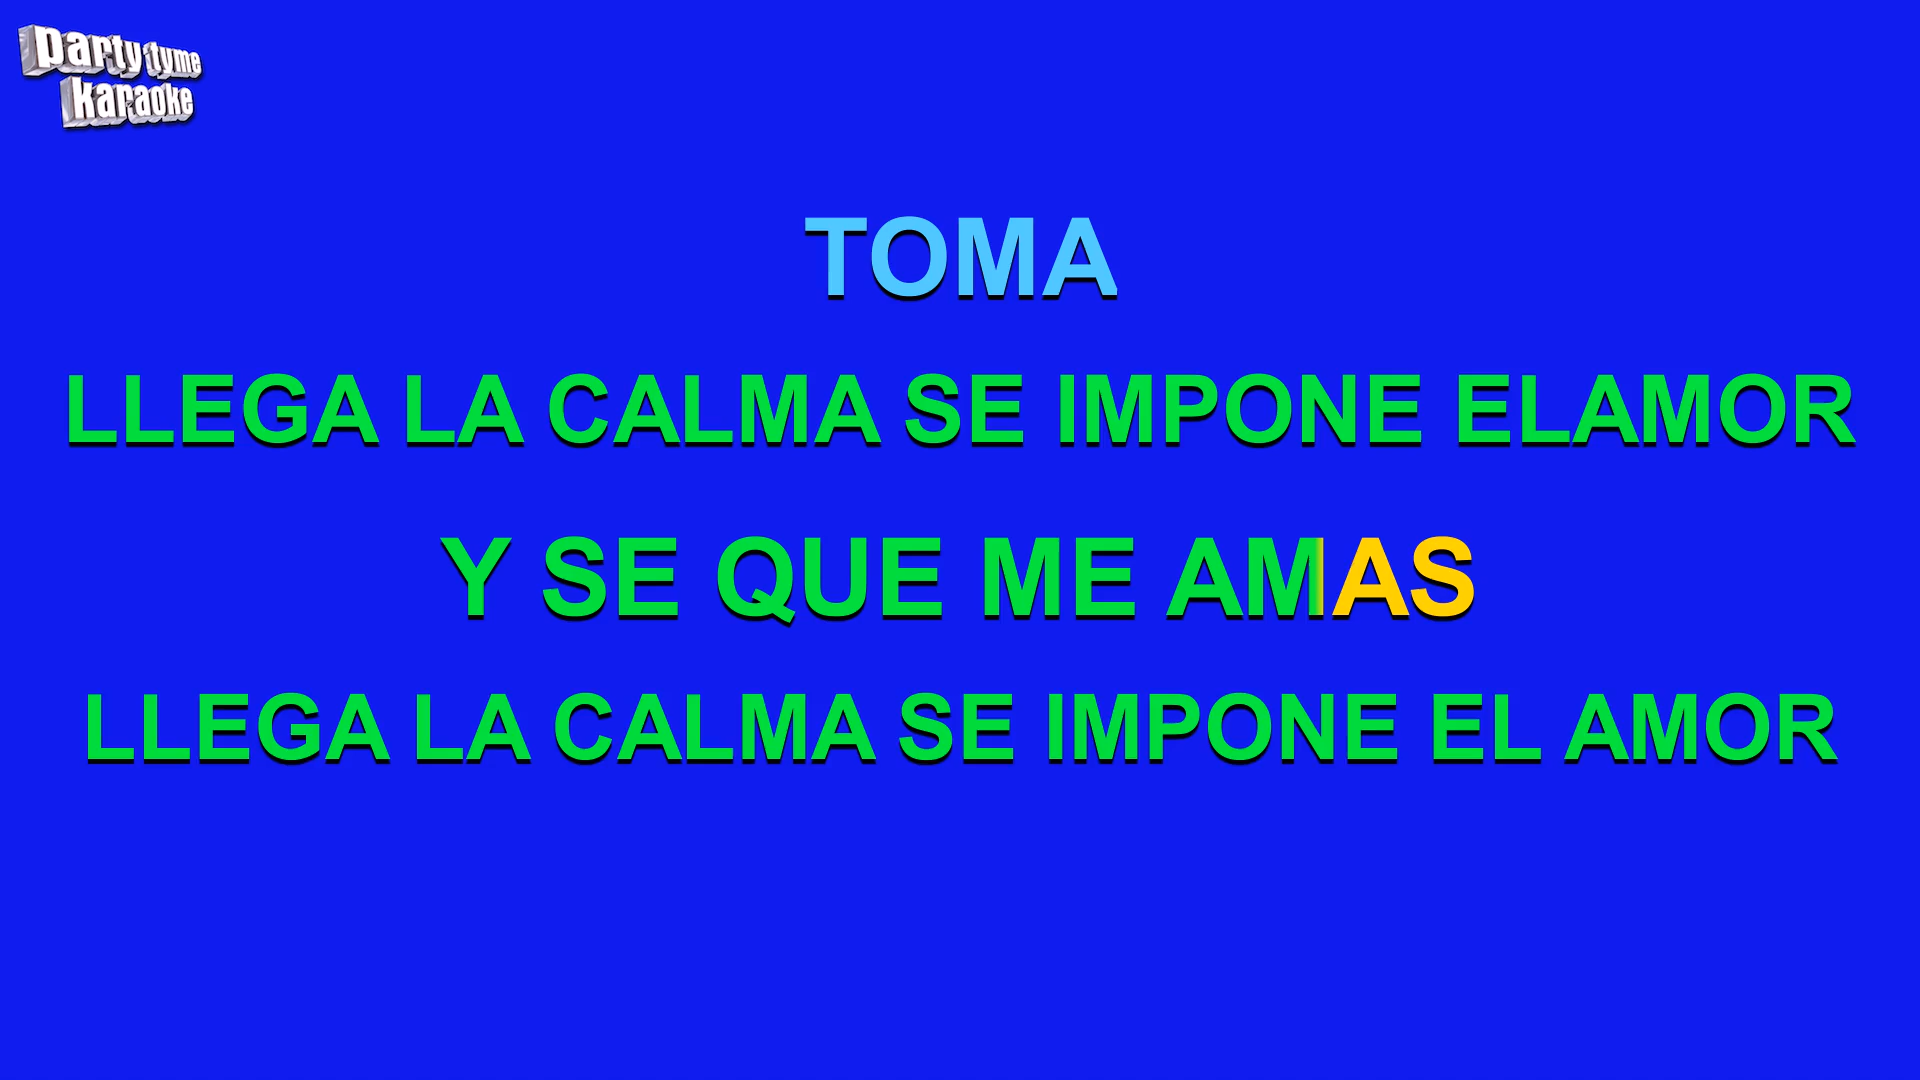 party tyme
karaoke
TOMA
LLEGA LA CALMA SE IMPONE ELAMOR
Y SE QUE ME AMAS
LLEGA LA CALMA SE IMPONE EL AMOR